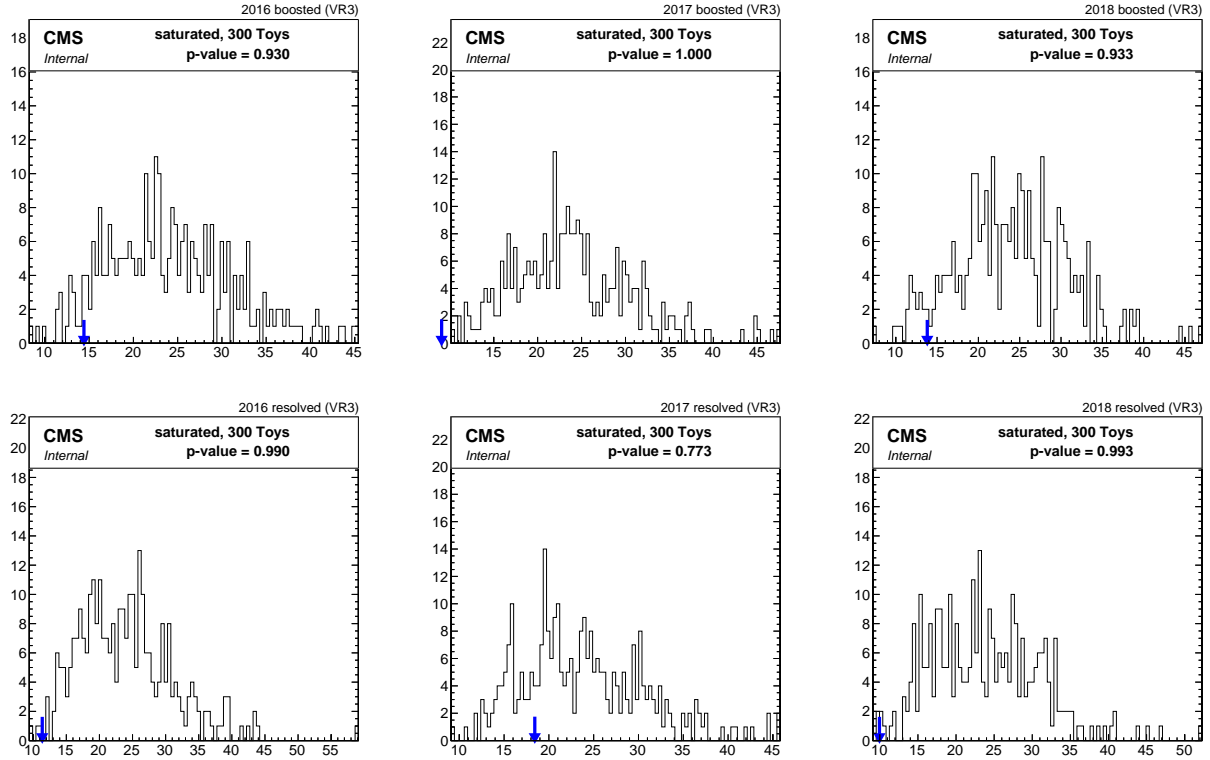 2016 boosted (VR3)
CMS
saturated, 300 Toys
Internal
p-value = 0.930
18
16
14
12
10
8
6
4
2
0
10 15 20 25 30 35 40 45
2017 boosted (VR3)
CMS
saturated, 300 Toys
Internal
p-value = 1.000
22
20
18
16
14
12
10
8
6
4
2
0
15 20 25 30 35 40 45
2018 boosted (VR3)
CMS
saturated, 300 Toys
Internal
p-value = 0.933
18
16
14
12
10
8
6
4
2
0
10 15 20 25 30 35 40 45
2016 resolved (VR3)
CMS
saturated, 300 Toys
Internal
p-value = 0.990
22
20
18
16
14
12
10
8
6
4
2
0
10 15 20 25 30 35 40 45 50 55
2017 resolved (VR3)
CMS
saturated, 300 Toys
Internal
p-value = 0.773
22
20
18
16
14
12
10
8
6
4
2
0
10 15 20 25 30 35 40 45
2018 resolved (VR3)
CMS
saturated, 300 Toys
Internal
p-value = 0.993
22
20
18
16
14
12
10
8
6
4
2
0
10 15 20 25 30 35 40 45 50